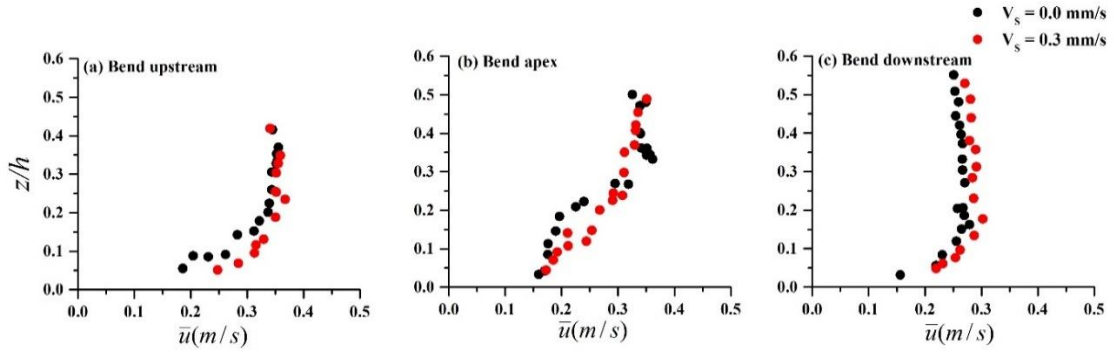 V_S = 0.0 mm/s
V_S = 0.3 mm/s
(a) Bend upstream
(b) Bend apex
(c) Bend downstream
z/h
0.6
0.5
0.4
0.3
0.2
0.1
0.0
0.0 0.1 0.2 0.3 0.4 0.5
u̅(m/s)
0.6
0.5
0.4
0.3
0.2
0.1
0.0
0.0 0.1 0.2 0.3 0.4 0.5
u̅(m/s)
0.6
0.5
0.4
0.3
0.2
0.1
0.0
0.0 0.1 0.2 0.3 0.4 0.5
u̅(m/s)